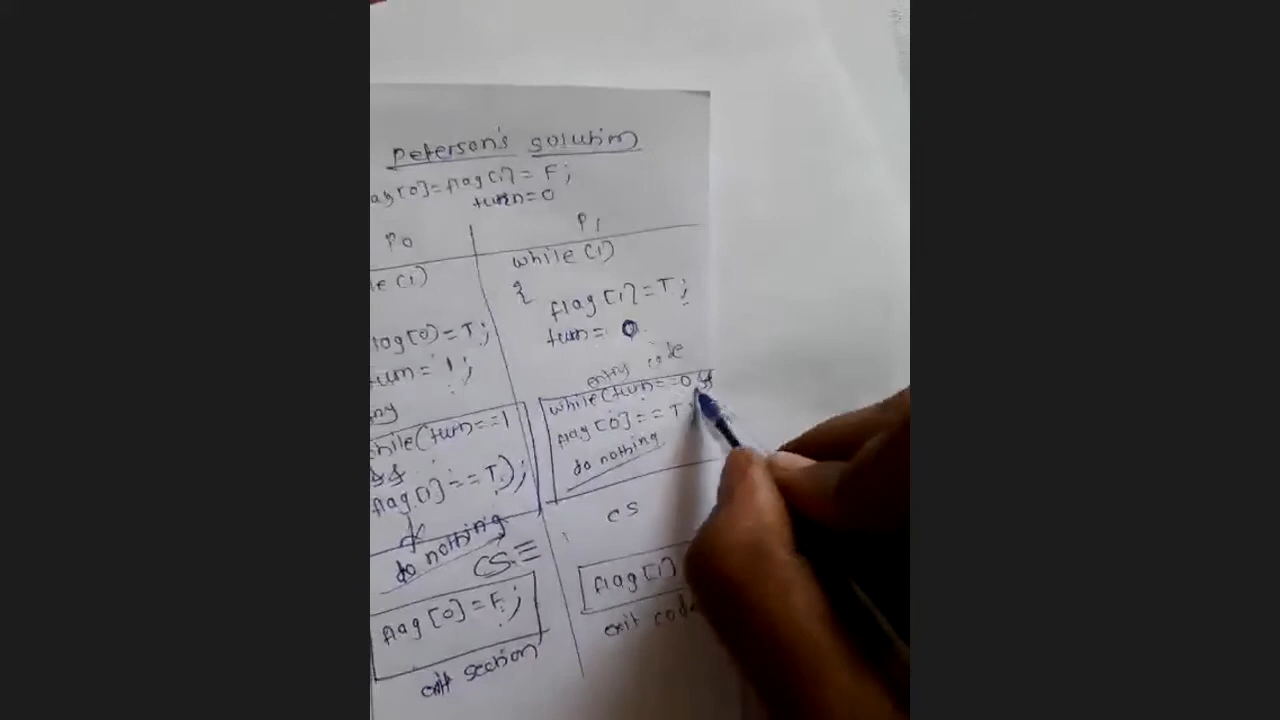 Peterson's solution
ag[0]=flag[1]= F;
turn=0
P0
le(1)
lag[0]=T;
turn= 1;
while(turn==1
&&
flag[1]==T);
do nothing
CS
flag[0]=F;
exit section
P1
while(1)
{
flag[1]=T;
turn= 0
entry code
while(turn==0 &&
flag[0]==T
do nothing
CS
flag[1]
exit code